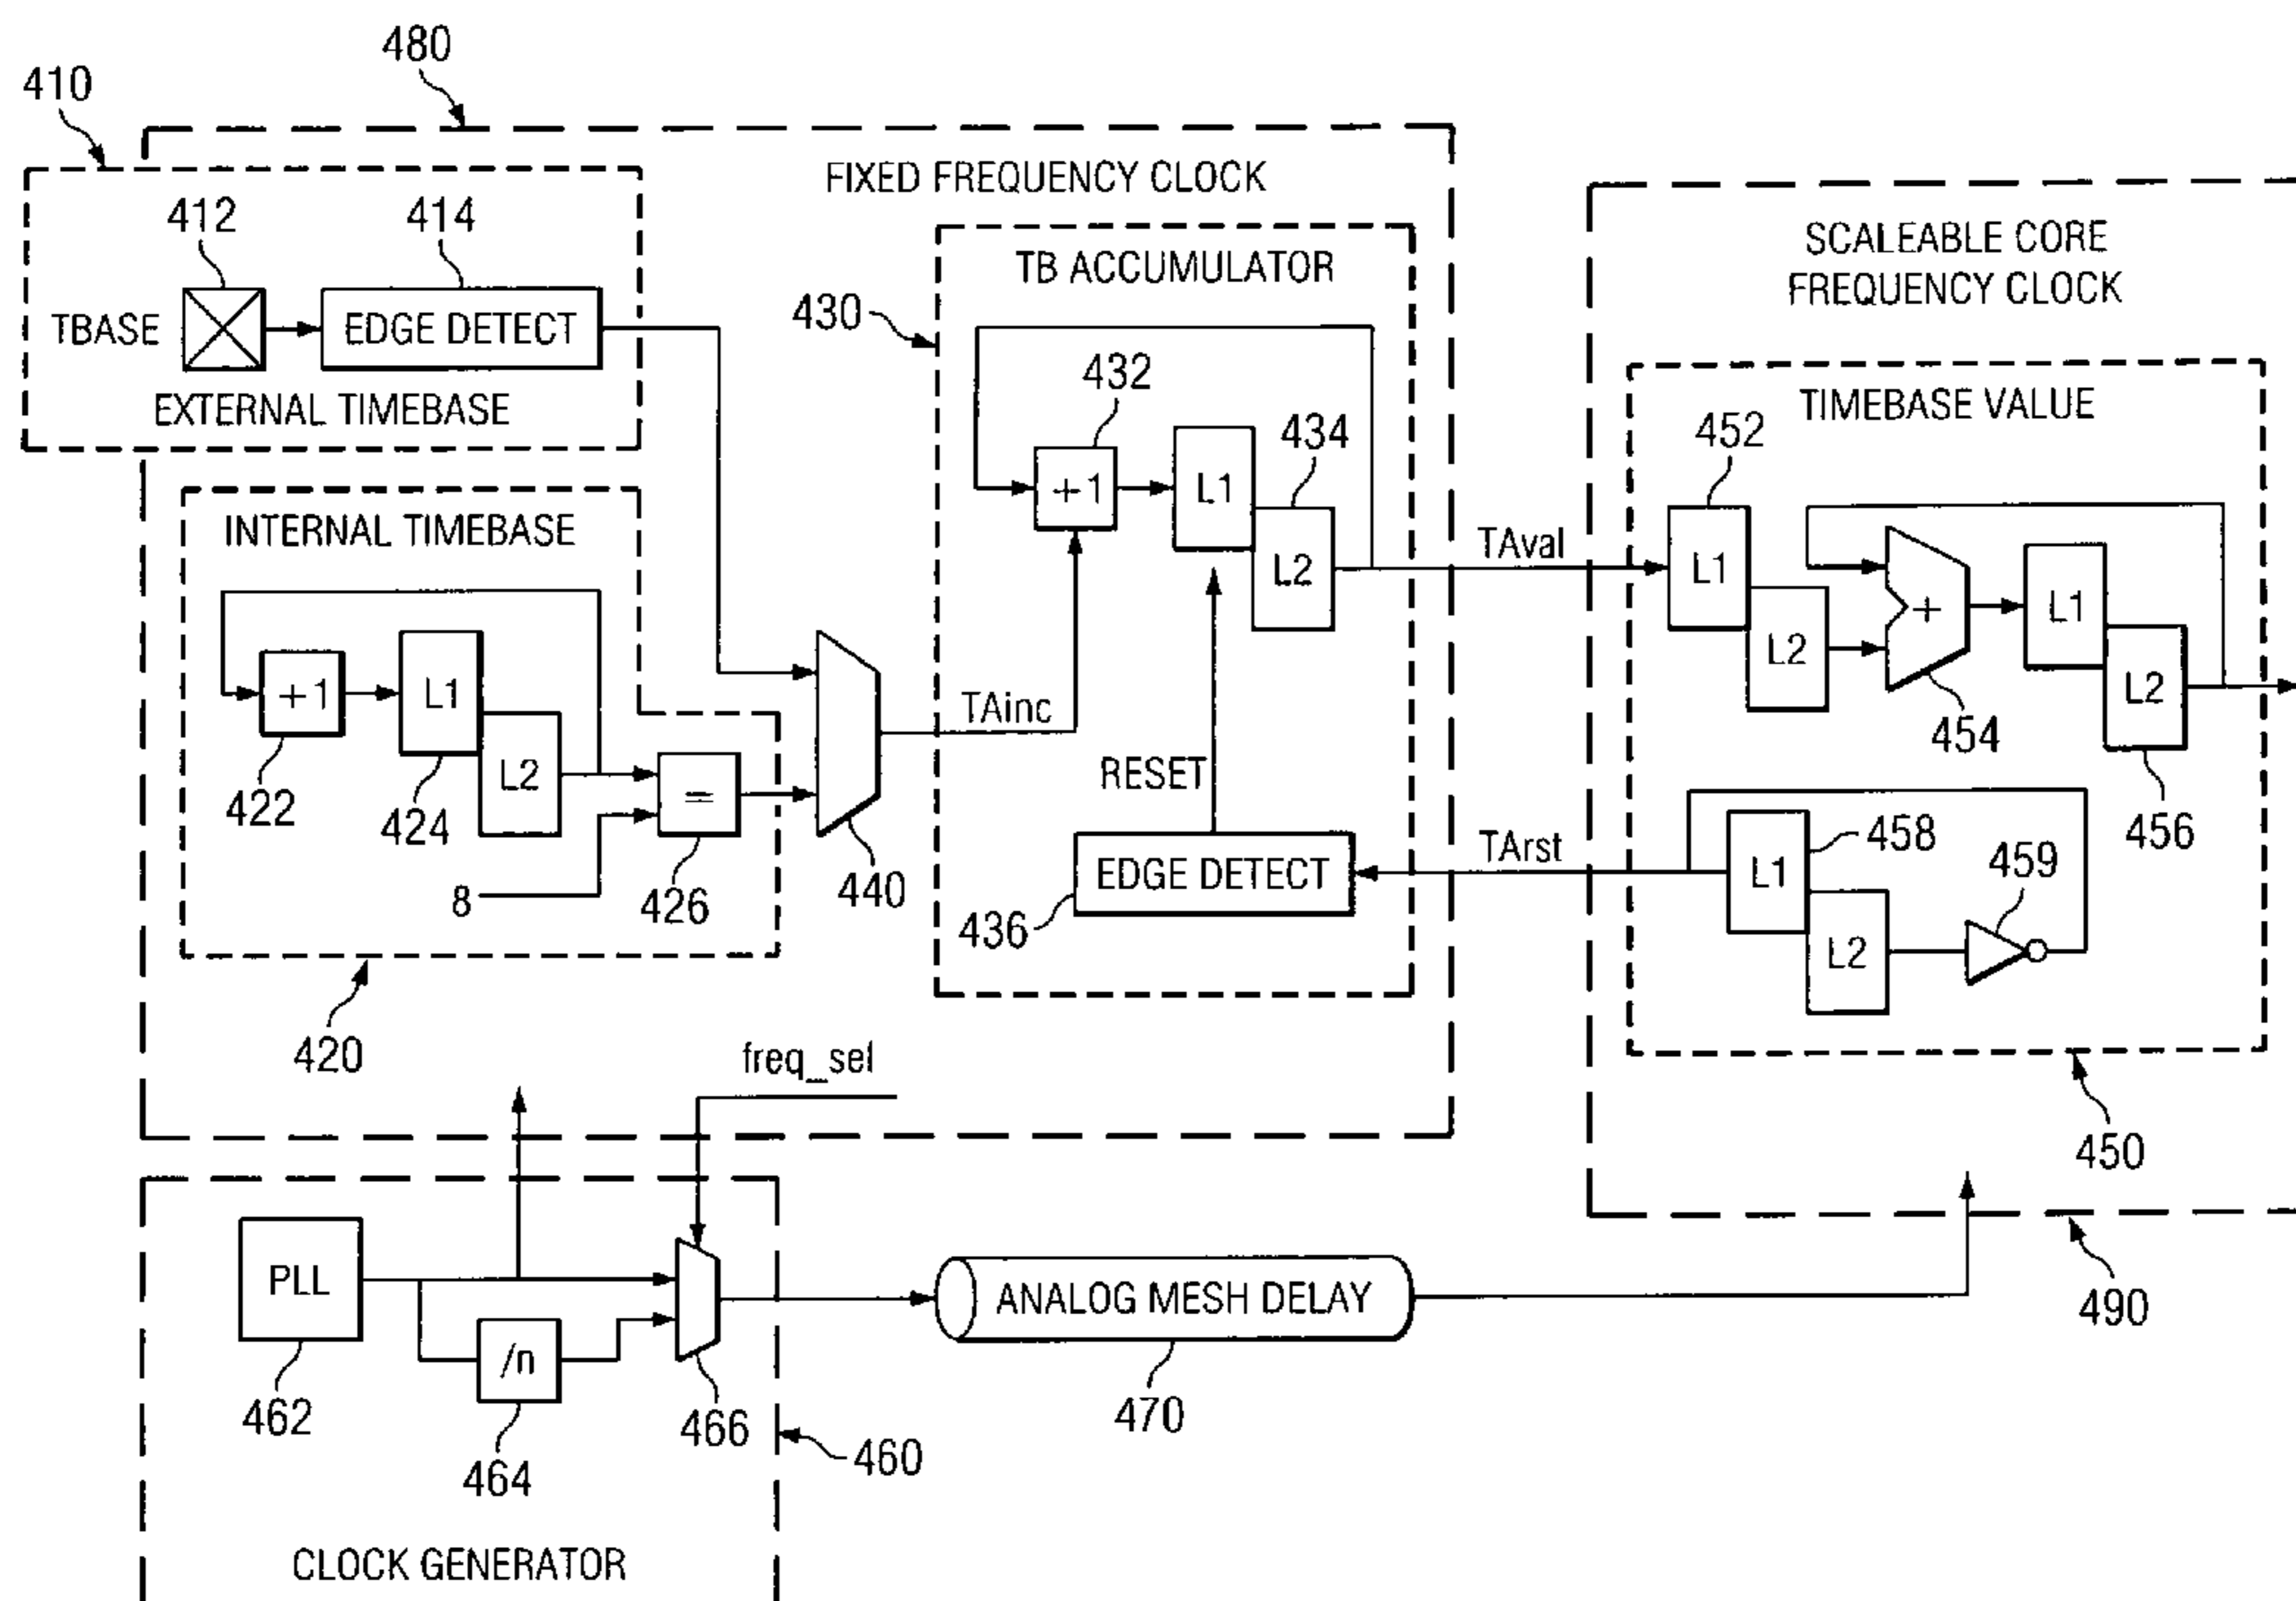 480
410
FIXED FREQUENCY CLOCK
412
414
SCALEABLE CORE
FREQUENCY CLOCK
TB ACCUMULATOR
430
TBASE
EDGE DETECT
EXTERNAL TIMEBASE
432
434
TIMEBASE VALUE
452
+1
L1
L2
INTERNAL TIMEBASE
TAval
L1
L2
+
L1
L2
454
456
+1
L1
L2
422
424
=
426
8
TAinc
440
RESET
EDGE DETECT
436
TArst
L1
458
L2
459
420
freq_sel
450
PLL
/n
462
464
466
460
ANALOG MESH DELAY
470
490
CLOCK GENERATOR